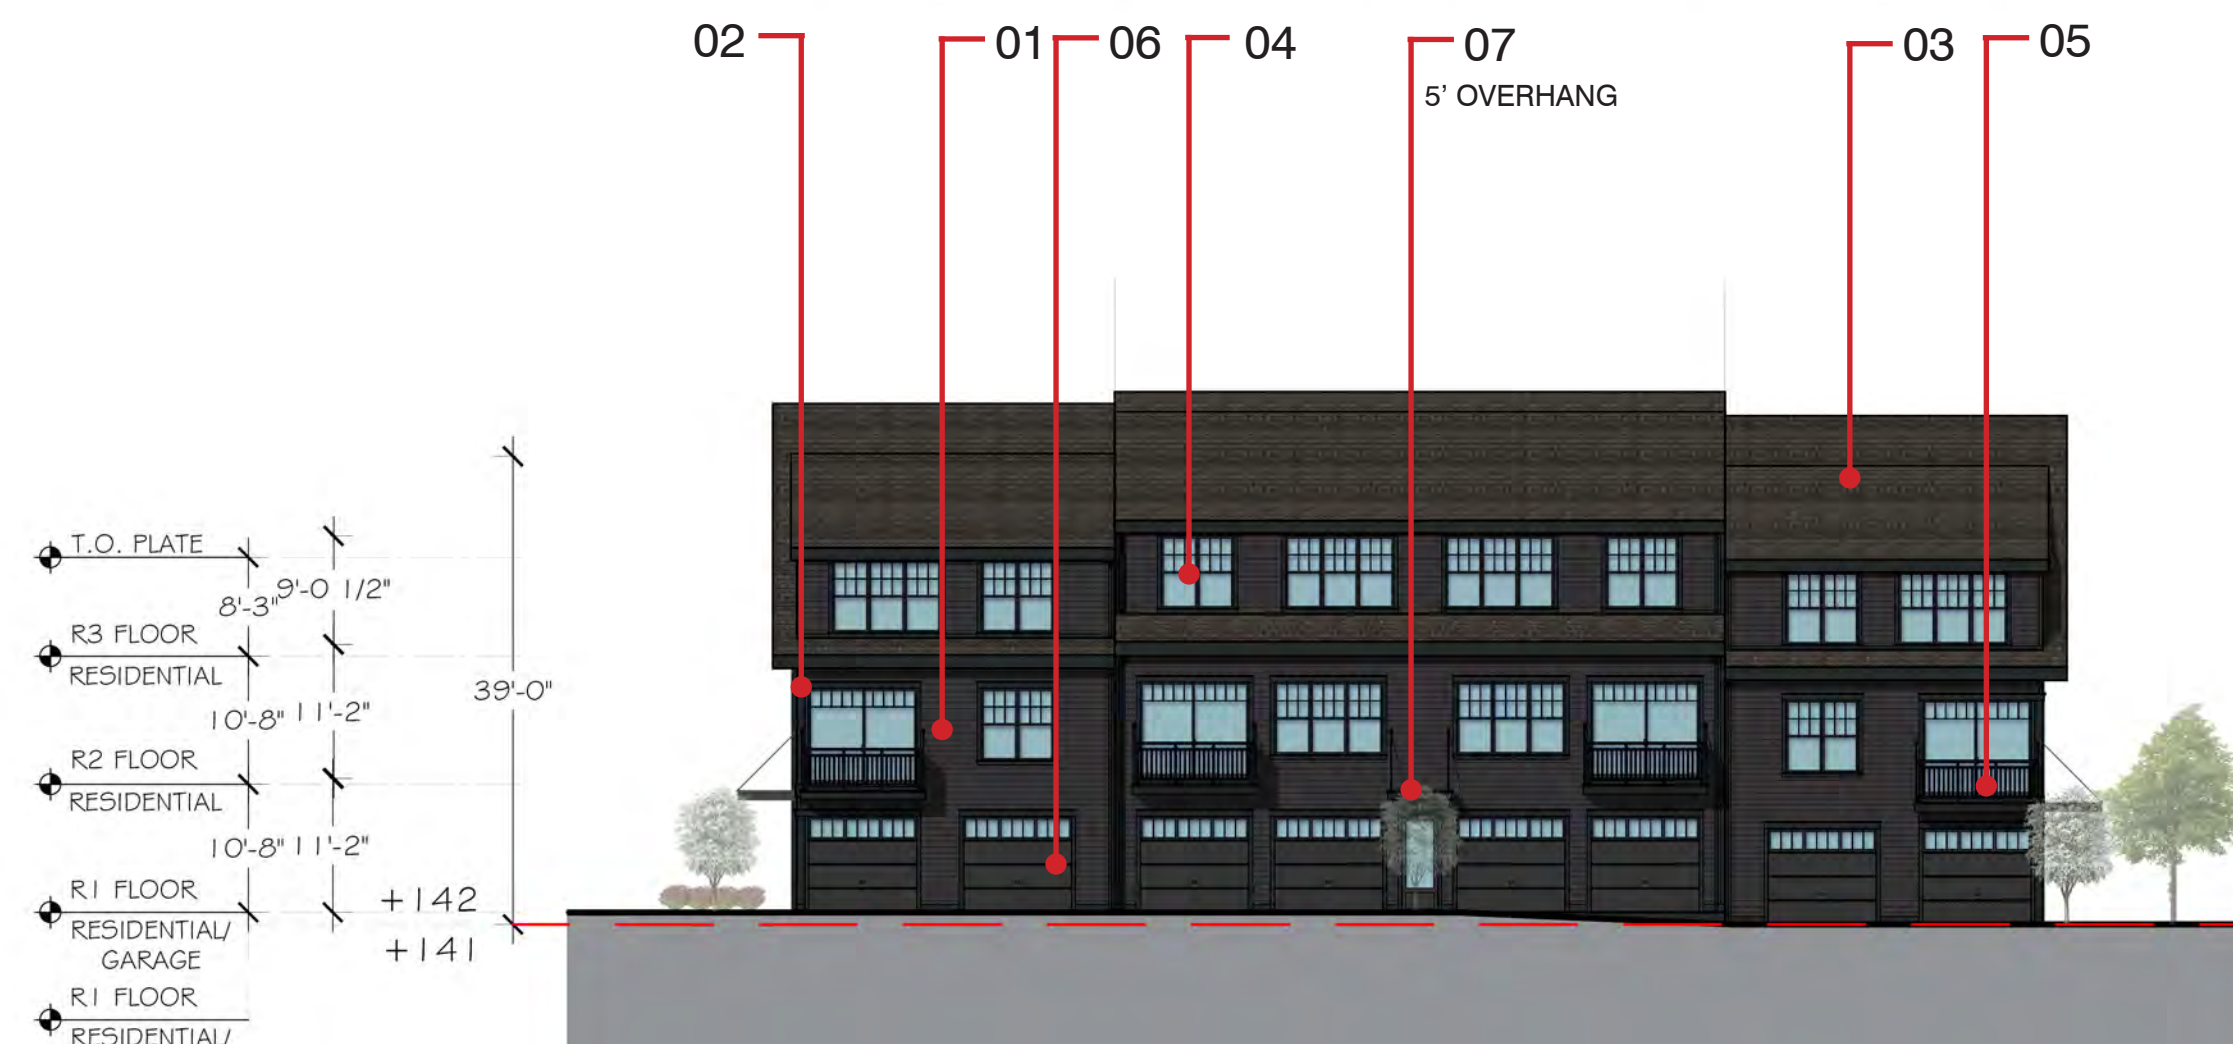 02
01
06
04
07
03
05
5’ OVERHANG
T.O. PLATE
8'-3"
9'-0 1/2"
R3 FLOOR
RESIDENTIAL
39'-0"
10'-8"
11'-2"
R2 FLOOR
RESIDENTIAL
10'-8"
11'-2"
R1 FLOOR
+142
RESIDENTIAL/
GARAGE
+141
R1 FLOOR
RESIDENTIAL/